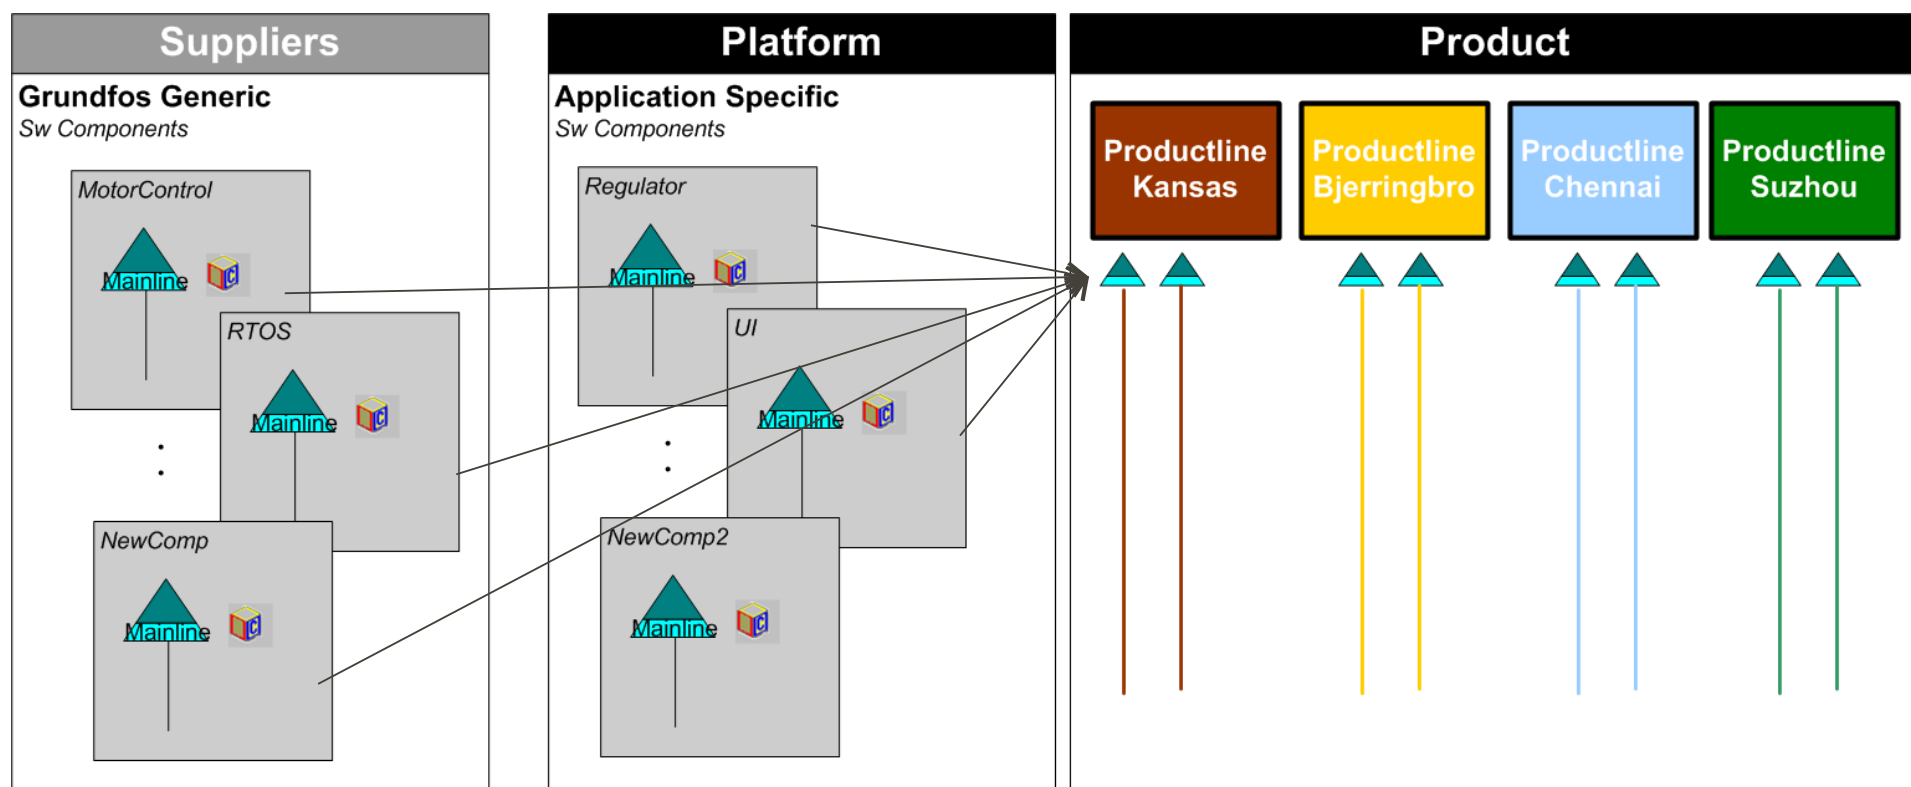 Suppliers
Grundfos Generic
Sw Components
MotorControl
Mainline
C
RTOS
Mainline
C
NewComp
Mainline
C
Platform
Application Specific
Sw Components
Regulator
Mainline
C
UI
Mainline
C
NewComp2
Mainline
C
Product
Productline
Kansas
Productline
Bjerringbro
Productline
Chennai
Productline
Suzhou